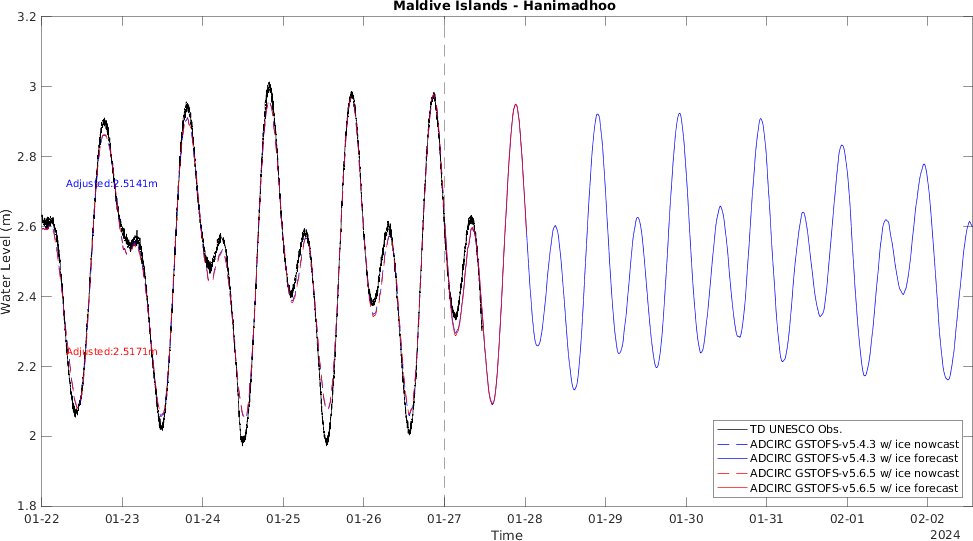 Maldive Islands - Hanimadhoo
Water Level (m)
3.2
3
2.8
2.6
2.4
2.2
2
1.8
Adjusted:2.5141m
Adjusted:2.5171m
TD UNESCO Obs.
ADCIRC GSTOFS-v5.4.3 w/ ice nowcast
ADCIRC GSTOFS-v5.4.3 w/ ice forecast
ADCIRC GSTOFS-v5.6.5 w/ ice nowcast
ADCIRC GSTOFS-v5.6.5 w/ ice forecast
01-22 01-23 01-24 01-25 01-26 01-27 01-28 01-29 01-30 01-31 02-01 02-02
Time
2024